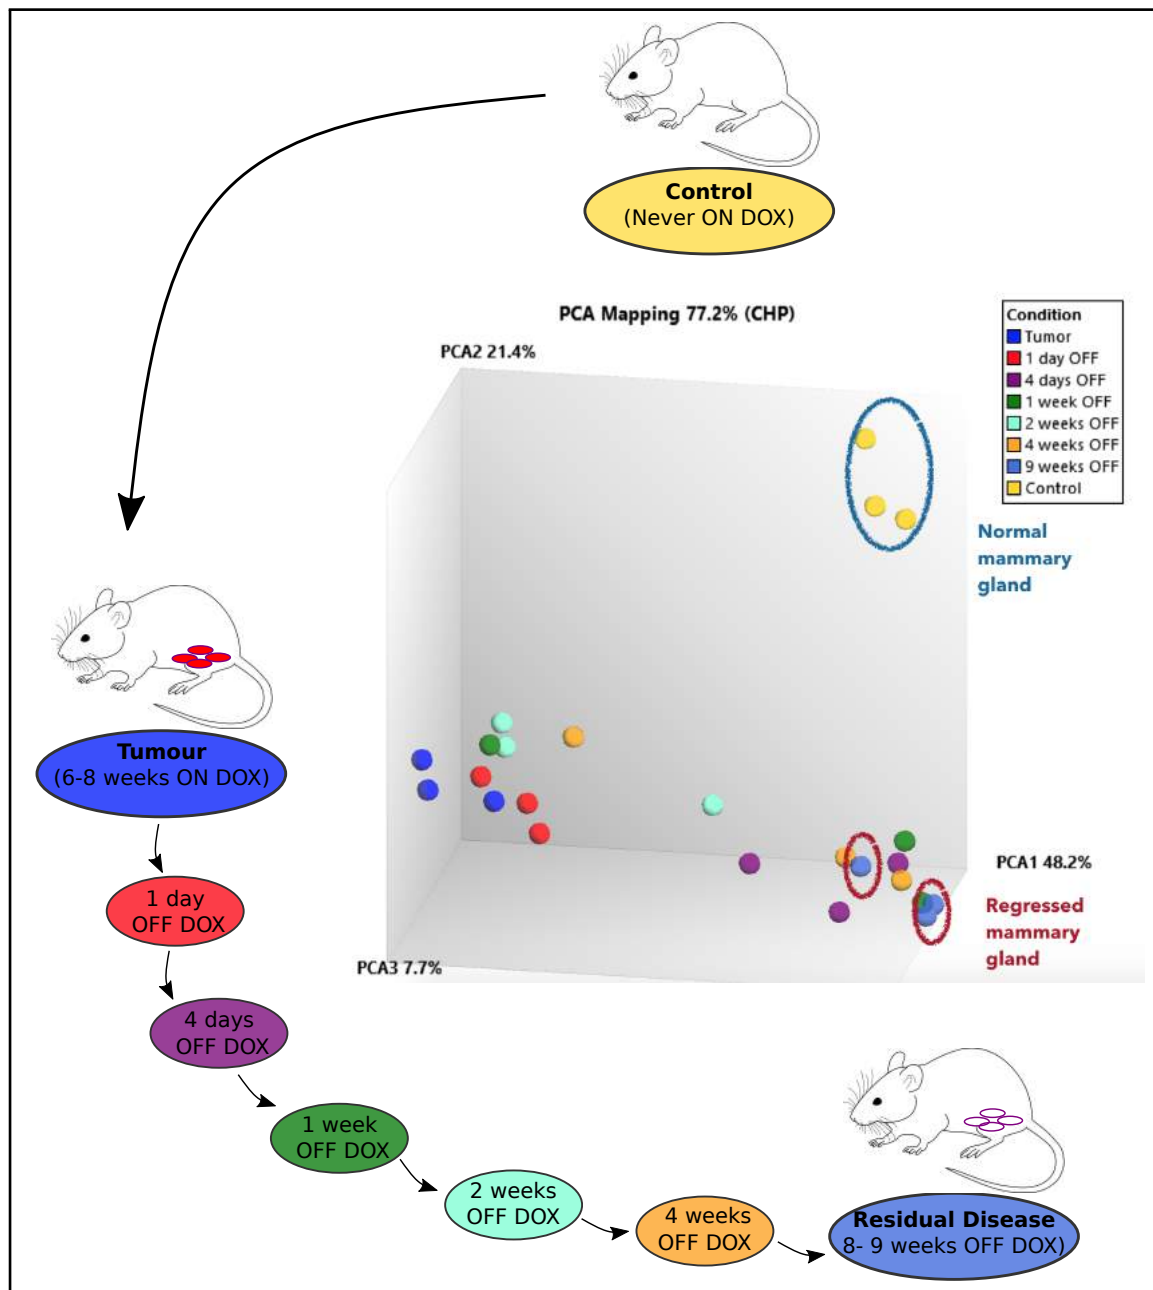 Control
(Never ON DOX)
PCA Mapping 77.2% (CHP)
PCA2 21.4%
Condition
Tumor
1 day OFF
4 days OFF
1 week OFF
2 weeks OFF
4 weeks OFF
9 weeks OFF
Control
Normal
mammary
gland
Tumour
(6-8 weeks ON DOX)
PCA1 48.2%
Regressed
mammary
gland
PCA3 7.7%
1 day
OFF DOX
4 days
OFF DOX
1 week
OFF DOX
2 weeks
OFF DOX
4 weeks
OFF DOX
Residual Disease
8- 9 weeks OFF DOX)